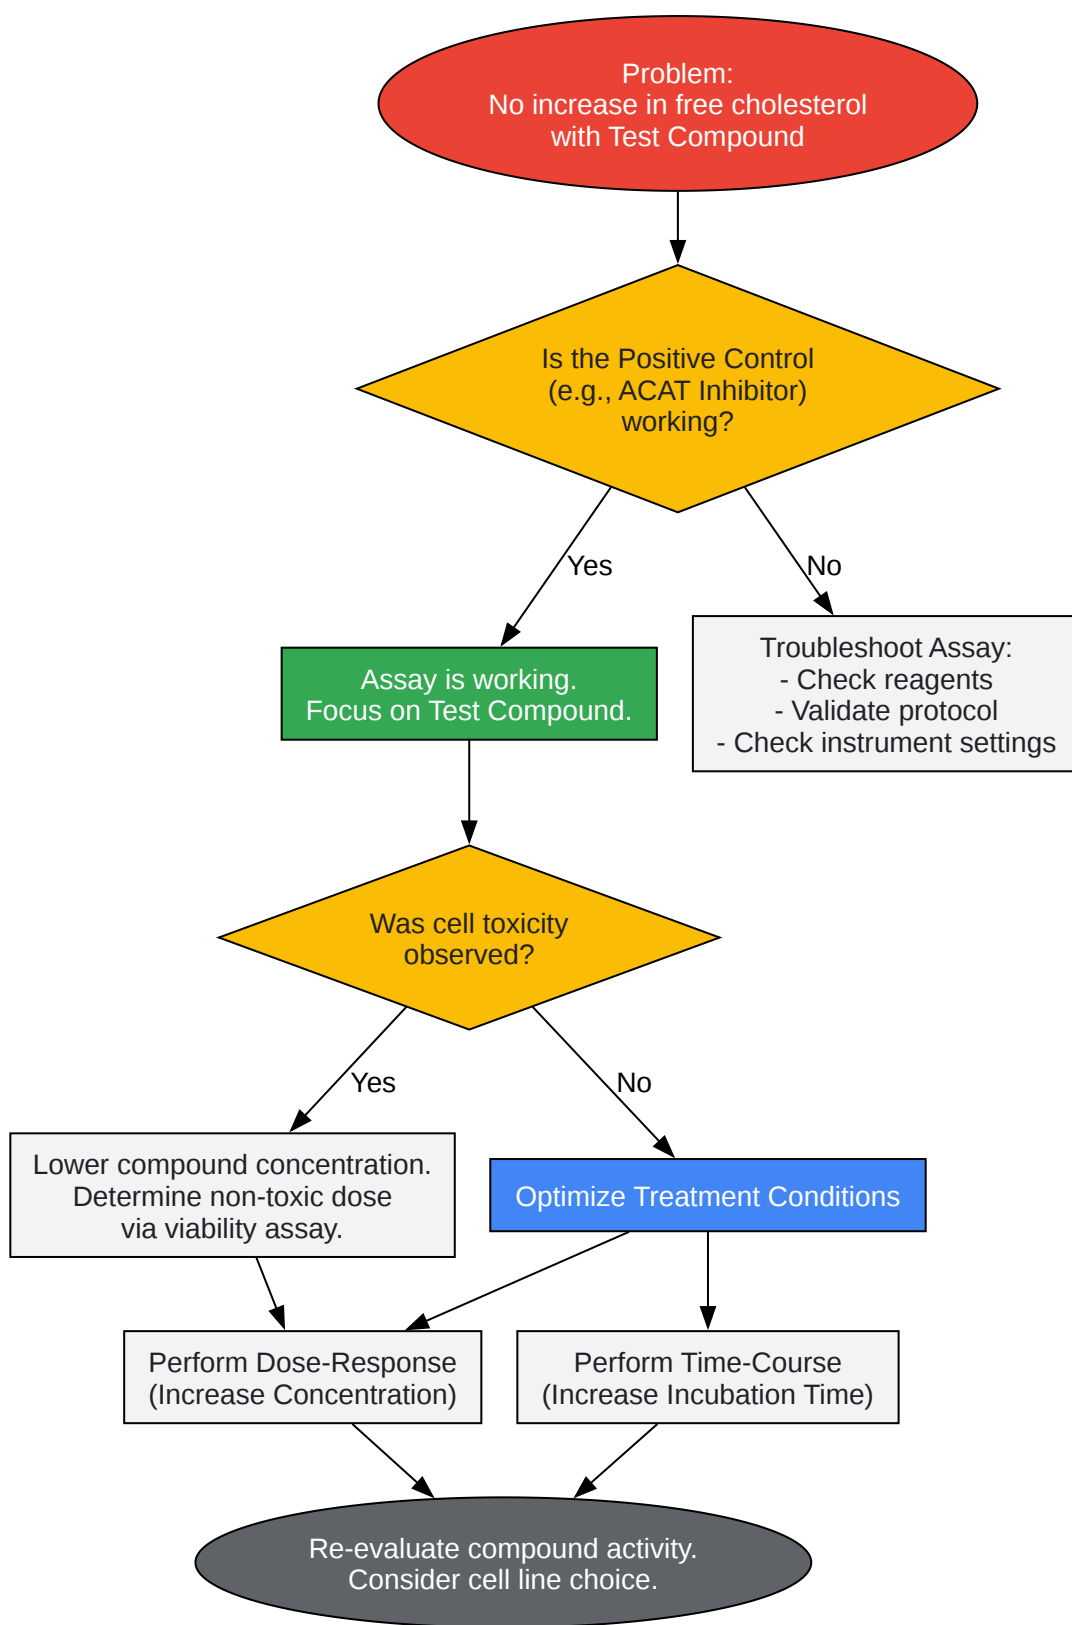 Problem:
No increase in free cholesterol
with Test Compound
Is the Positive Control
(e.g., ACAT Inhibitor)
working?
Yes
No
Assay is working.
Focus on Test Compound.
Troubleshoot Assay:
- Check reagents
- Validate protocol
- Check instrument settings
Was cell toxicity
observed?
Yes
No
Lower compound concentration.
Determine non-toxic dose
via viability assay.
Optimize Treatment Conditions
Perform Dose-Response
(Increase Concentration)
Perform Time-Course
(Increase Incubation Time)
Re-evaluate compound activity.
Consider cell line choice.